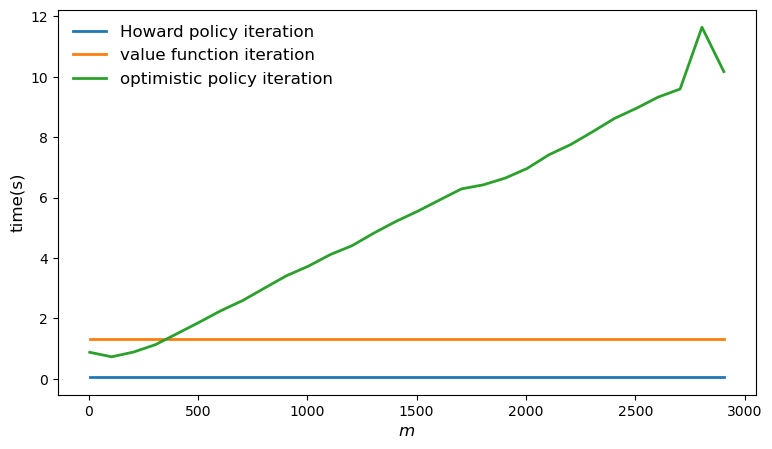 Howard policy iteration
value function iteration
optimistic policy iteration
time(s)
12
10
8
6
4
2
0
0 500 1000 1500 2000 2500 3000
m